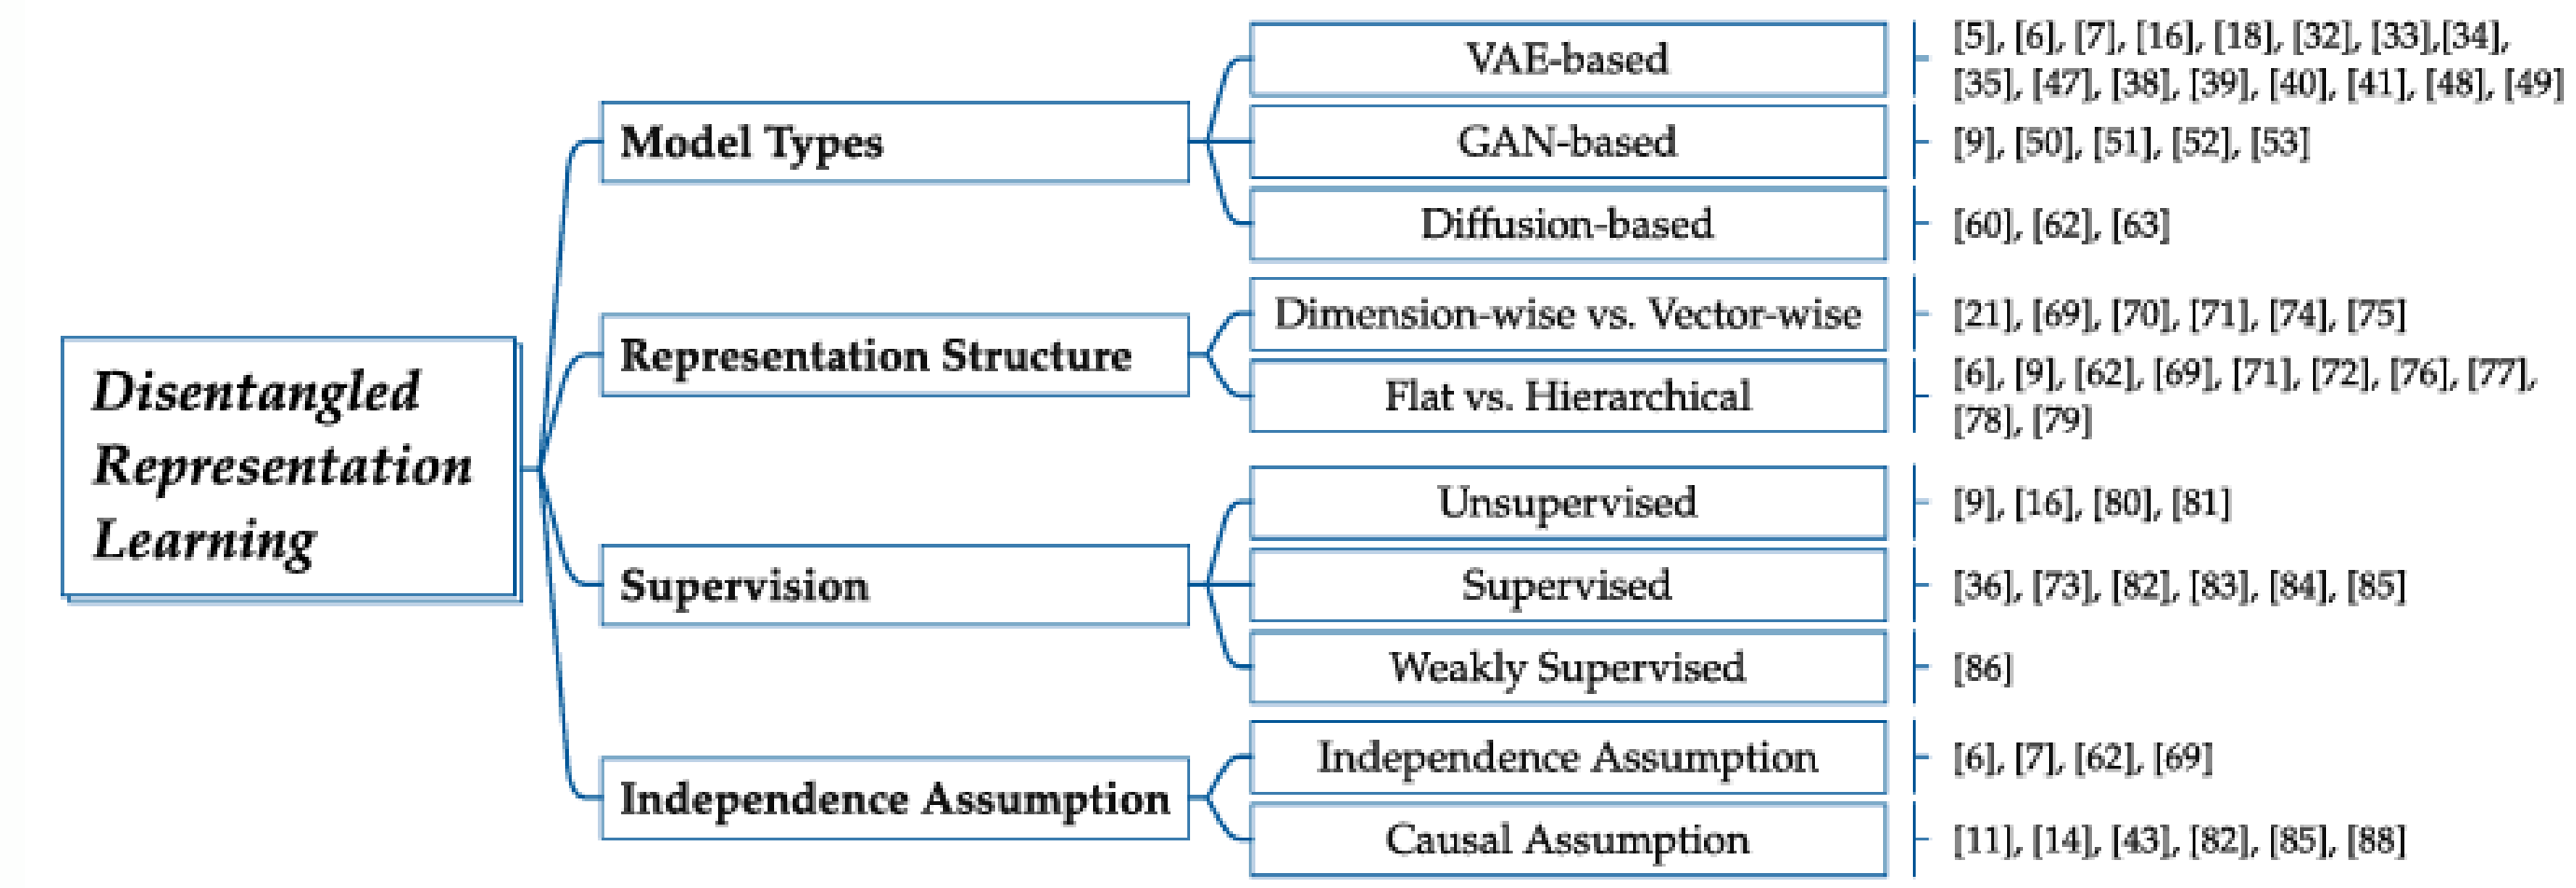 Disentangled
Representation
Learning
Model Types
VAE-based
[5], [6], [7], [16], [18], [32], [33],[34],
[35], [47], [38], [39], [40], [41], [48], [49]
GAN-based
[9], [50], [51], [52], [53]
Diffusion-based
[60], [62], [63]
Representation Structure
Dimension-wise vs. Vector-wise
[21], [69], [70], [71], [74], [75]
Flat vs. Hierarchical
[6], [9], [62], [69], [71], [72], [76], [77],
[78], [79]
Supervision
Unsupervised
[9], [16], [80], [81]
Supervised
[36], [73], [82], [83], [84], [85]
Weakly Supervised
[86]
Independence Assumption
Independence Assumption
[6], [7], [62], [69]
Causal Assumption
[11], [14], [43], [82], [85], [88]